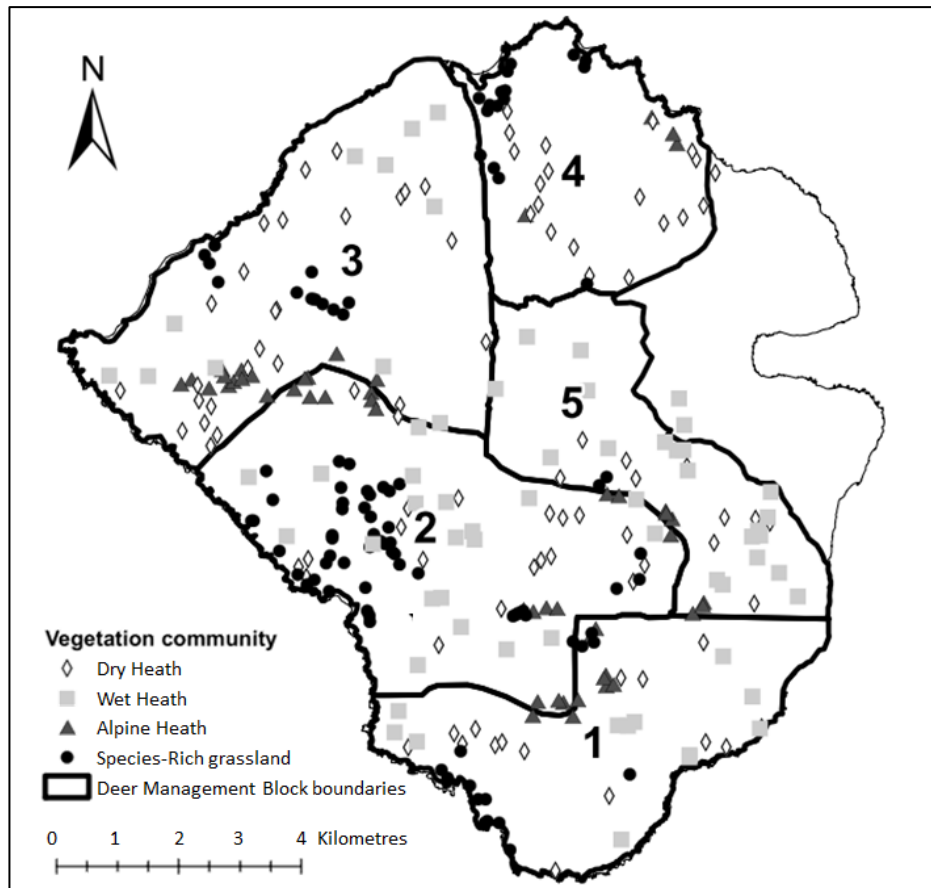 N
4
3
5
2
1
Vegetation community
Dry Heath
Wet Heath
Alpine Heath
Species-Rich grassland
Deer Management Block boundaries
0 1 2 3 4 Kilometres